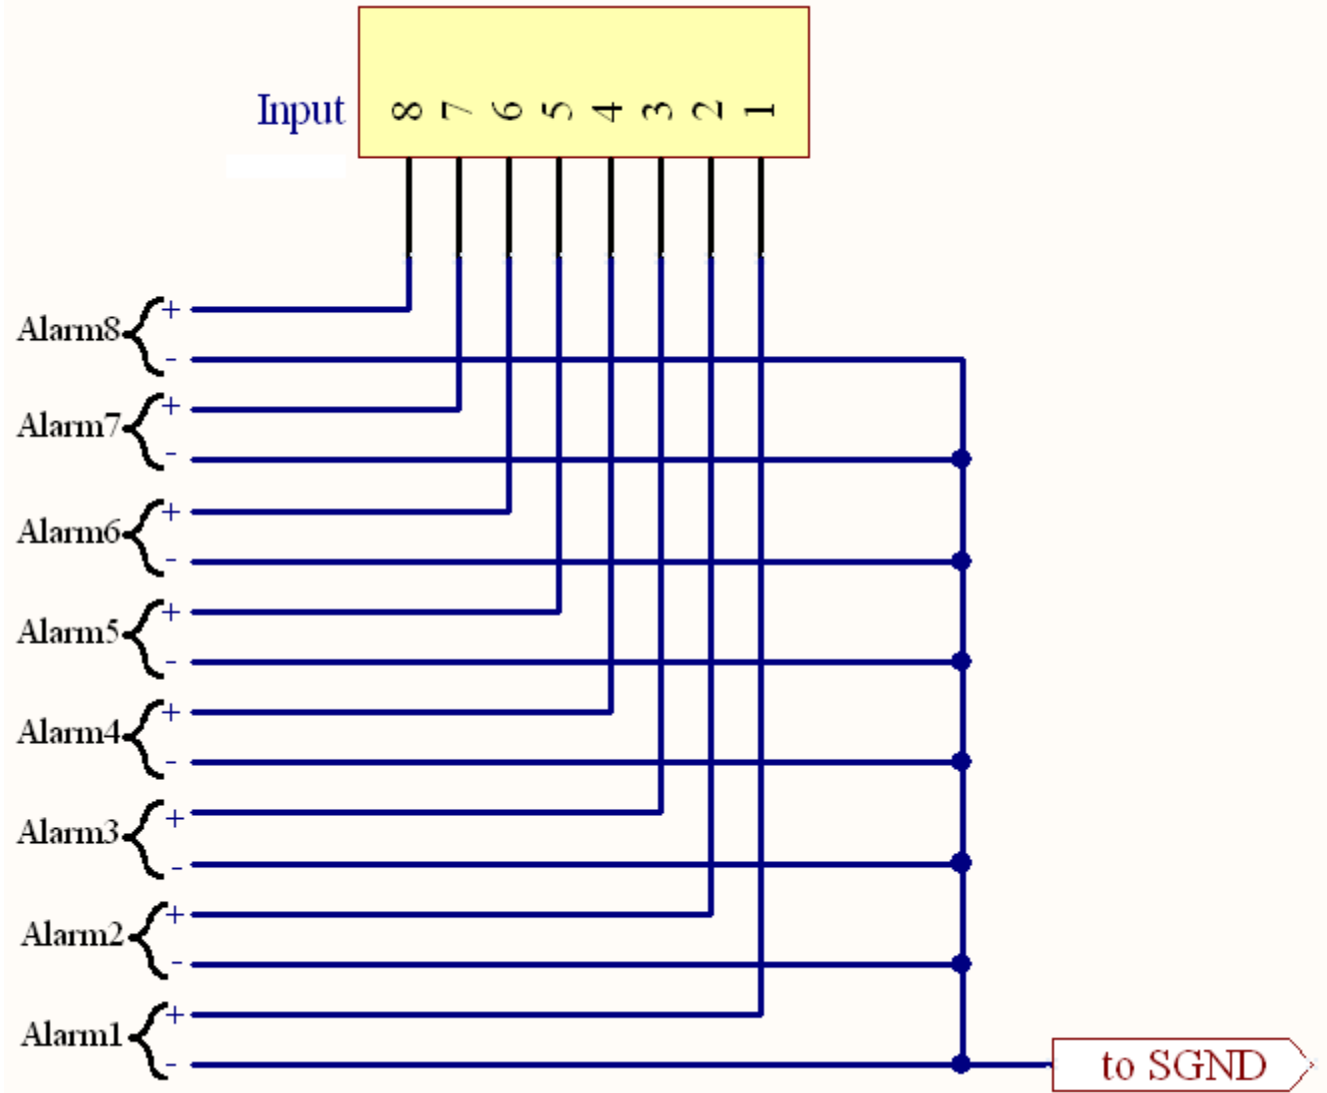 Input 8 7 6 5 4 3 2 1
Alarm8 +
-
Alarm7 +
-
Alarm6 +
-
Alarm5 +
-
Alarm4 +
-
Alarm3 +
-
Alarm2 +
-
Alarm1 +
-
to SGND